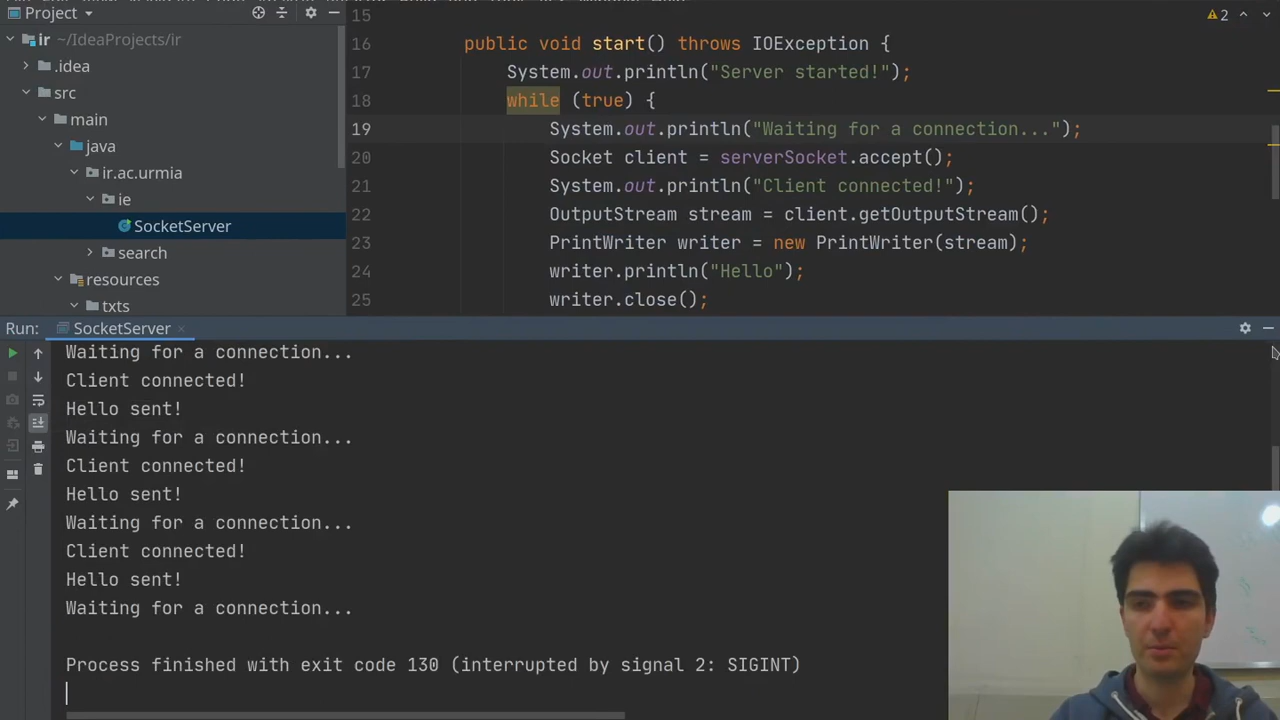 Project
ir ~/IdeaProjects/ir
.idea
src
main
java
ir.ac.urmia
ie
SocketServer
search
resources
txts
2
15
16 public void start() throws IOException {
17 System.out.println("Server started!");
18 while (true) {
19 System.out.println("Waiting for a connection...");
20 Socket client = serverSocket.accept();
21 System.out.println("Client connected!");
22 OutputStream stream = client.getOutputStream();
23 PrintWriter writer = new PrintWriter(stream);
24 writer.println("Hello");
25 writer.close();
Run: SocketServer
Waiting for a connection...
Client connected!
Hello sent!
Waiting for a connection...
Client connected!
Hello sent!
Waiting for a connection...
Client connected!
Hello sent!
Waiting for a connection...
Process finished with exit code 130 (interrupted by signal 2: SIGINT)